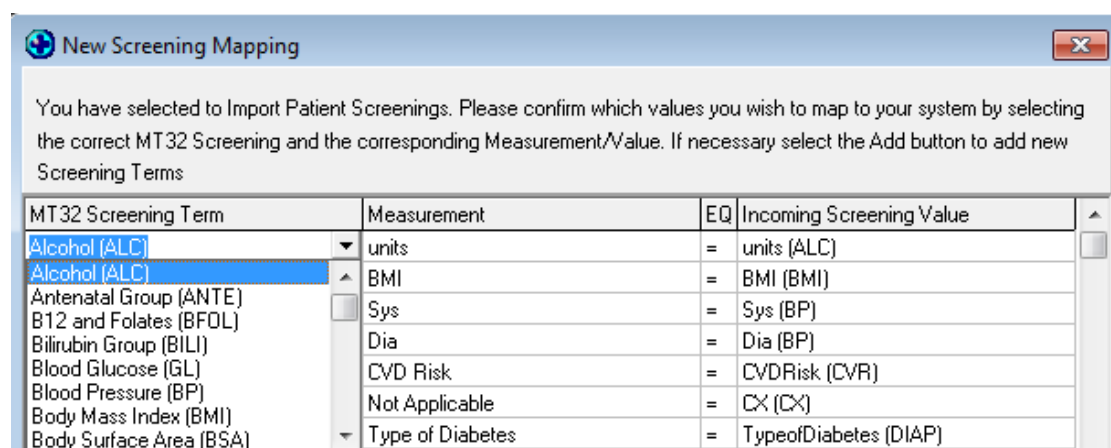 New Screening Mapping
You have selected to Import Patient Screenings. Please confirm which values you wish to map to your system by selecting
the correct MT32 Screening and the corresponding Measurement/Value. If necessary select the Add button to add new
Screening Terms
MT32 Screening Term Measurement EQ Incoming Screening Value
Alcohol (ALC) units = units (ALC)
Alcohol (ALC) BMI = BMI (BMI)
Antenatal Group (ANTE) Sys = Sys (BP)
B12 and Folates (BFOL)
Bilirubin Group (BILI) Dia = Dia (BP)
Blood Glucose (GL) CVD Risk = CVDRisk (CVR)
Blood Pressure (BP) Not Applicable = CX (CX)
Body Mass Index (BMI)
Body Surface Area (BSA) Type of Diabetes = TypeofDiabetes (DIAP)